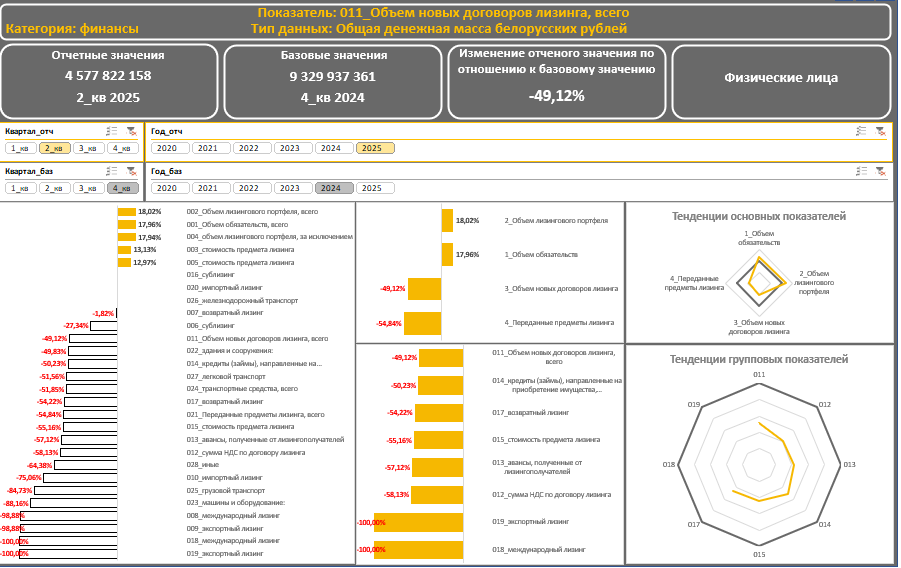 Показатель: 011_Объем новых договоров лизинга, всего
Категория: финансы
Тип данных: Общая денежная масса белорусских рублей
Отчетные значения
4 577 822 158
2_кв 2025
Базовые значения
9 329 937 361
4_кв 2024
Изменение отченого значения по
отношению к базовому значению
-49,12%
Физические лица
Квартал_отч
1_кв 2_кв 3_кв 4_кв
Год_отч
2020 2021 2022 2023 2024 2025
Квартал_баз
1_кв 2_кв 3_кв 4_кв
Год_баз
2020 2021 2022 2023 2024 2025
18,02% 002_Объем лизингового портфеля, всего
17,96% 001_Объем обязательств, всего
17,94% 004_объем лизингового портфеля, за исключением
13,13% 003_стоимость предмета лизинга
12,97% 005_стоимость предмета лизинга
016_сублизинг
020_импортный лизинг
026_железнодорожный транспорт
-1,82% 007_возвратный лизинг
-27,34% 006_сублизинг
-49,12% 011_Объем новых договоров лизинга, всего
-49,83% 022_здания и сооружения:
-50,23% 014_кредиты (займы), направленные на...
-51,56% 027_легковой транспорт
-51,85% 024_транспортные средства, всего
-54,22% 017_возвратный лизинг
-54,84% 021_Переданные предметы лизинга, всего
-55,16% 015_стоимость предмета лизинга
-57,12% 013_авансы, полученные от лизингополучателей
-58,13% 012_сумма НДС по договору лизинга
-64,38% 028_иные
-75,06% 010_импортный лизинг
-84,73% 025_грузовой транспорт
-88,16% 023_машины и оборудование:
-98,88% 008_международный лизинг
-98,88% 009_экспортный лизинг
-100,00% 018_международный лизинг
-100,00% 019_экспортный лизинг
18,02% 2_Объем лизингового портфеля
17,96% 1_Объем обязательств
-49,12% 3_Объем новых договоров лизинга
-54,84% 4_Переданные предметы лизинга
-49,12% 011_Объем новых договоров лизинга,
всего
-50,23% 014_кредиты (займы), направленные на
приобретение имущества,...
-54,22% 017_возвратный лизинг
-55,16% 015_стоимость предмета лизинга
-57,12% 013_авансы, полученные от
лизингополучателей
-58,13% 012_сумма НДС по договору лизинга
-100,00% 019_экспортный лизинг
-100,00% 018_международный лизинг
Тенденции основных показателей
1_Объем
обязательств
2_Объем
лизингового
портфеля
3_Объем новых
договоров лизинга
4_Переданные
предметы лизинга
Тенденции групповых показателей
011
012
013
014
015
017
018
019